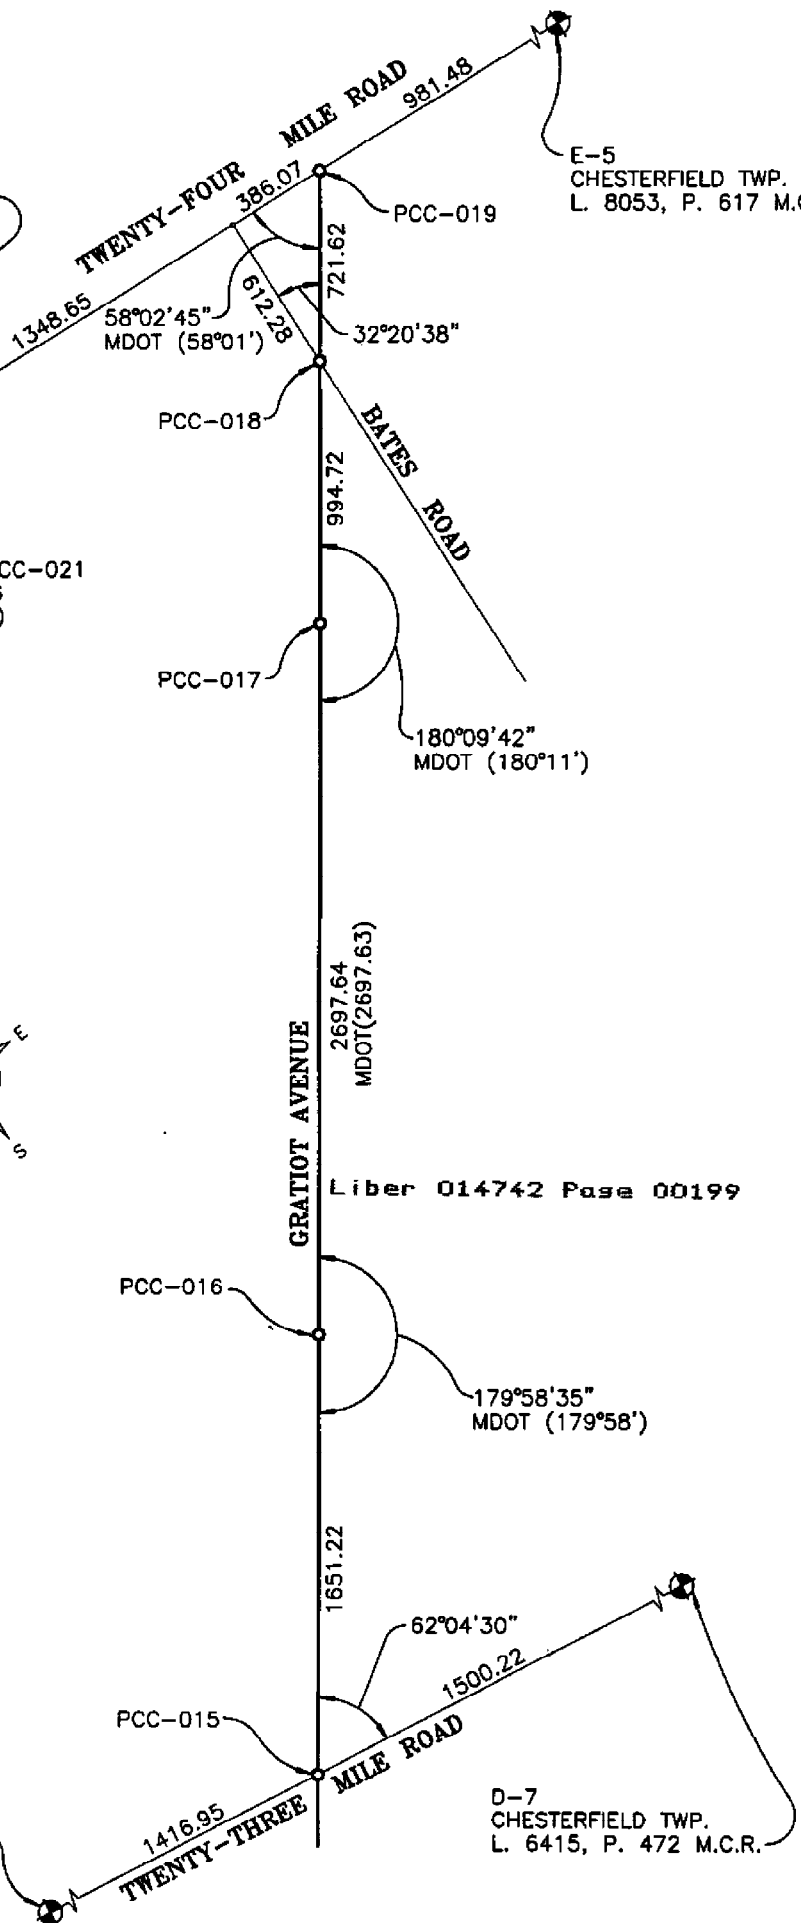 TWENTY-FOUR MILE ROAD
981.48
386.07
1348.65
E-5
CHESTERFIELD TWP.
L. 8053, P. 617 M.C
PCC-019
721.62
612.28
58°02'45"
MDOT (58°01')
32°20'38"
PCC-018
BATES ROAD
994.72
CC-021
PCC-017
180°09'42"
MDOT (180°11')
2697.64
MDOT(2697.63)
GRATIOT AVENUE
E
S
Liber 014742 Page 00199
PCC-016
179°58'35"
MDOT (179°58')
1651.22
62°04'30"
1500.22
PCC-015
TWENTY-THREE MILE ROAD
1416.95
D-7
CHESTERFIELD TWP.
L. 6415, P. 472 M.C.R.